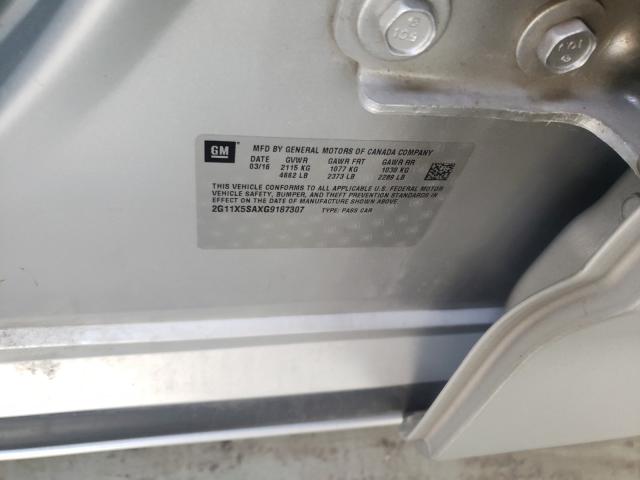 GM
MFD BY GENERAL MOTORS OF CANADA COMPANY
DATE GVWR GAWR FRT GAWR RR
03/16 2115 KG 1077 KG 1038 KG
4662 LB 2373 LB 2289 LB
THIS VEHICLE CONFORMS TO ALL APPLICABLE U.S. FEDERAL MOTOR
VEHICLE SAFETY, BUMPER, AND THEFT PREVENTION STANDARDS IN
EFFECT ON THE DATE OF MANUFACTURE SHOWN ABOVE.
2G11X5SAXG9187307 TYPE: PASS CAR